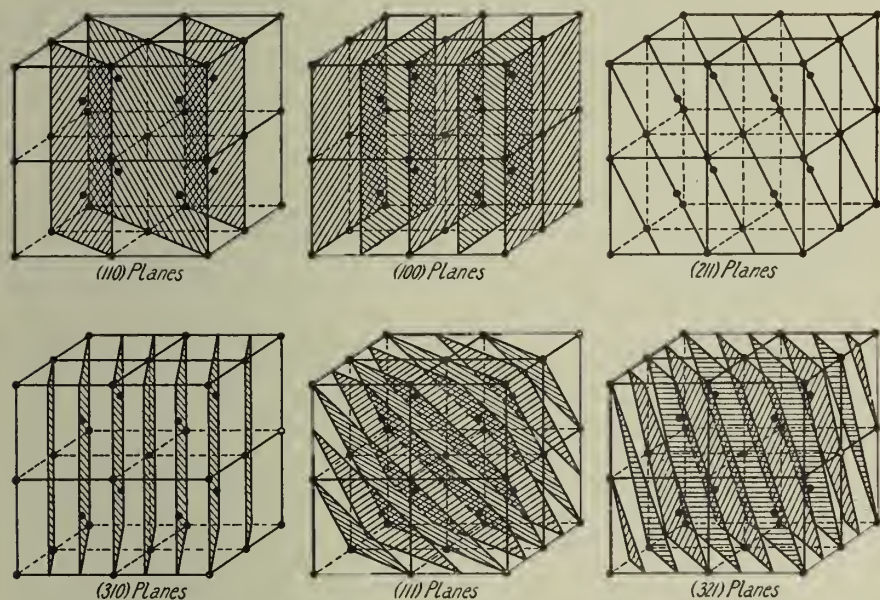 (110) Planes
(100) Planes
(211) Planes
(310) Planes
(111) Planes
(321) Planes